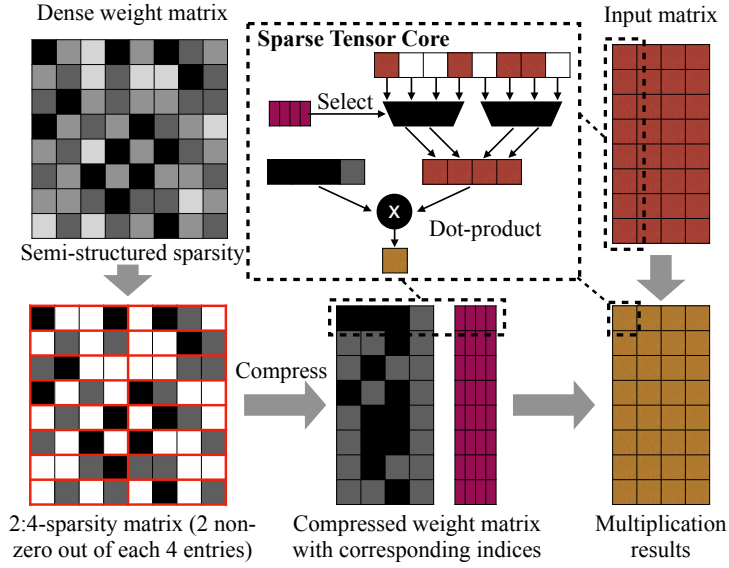 Dense weight matrix
Input matrix
Sparse Tensor Core
Select
x
Dot-product
Semi-structured sparsity
Compress
2:4-sparsity matrix (2 non-
zero out of each 4 entries)
Compressed weight matrix
with corresponding indices
Multiplication
results